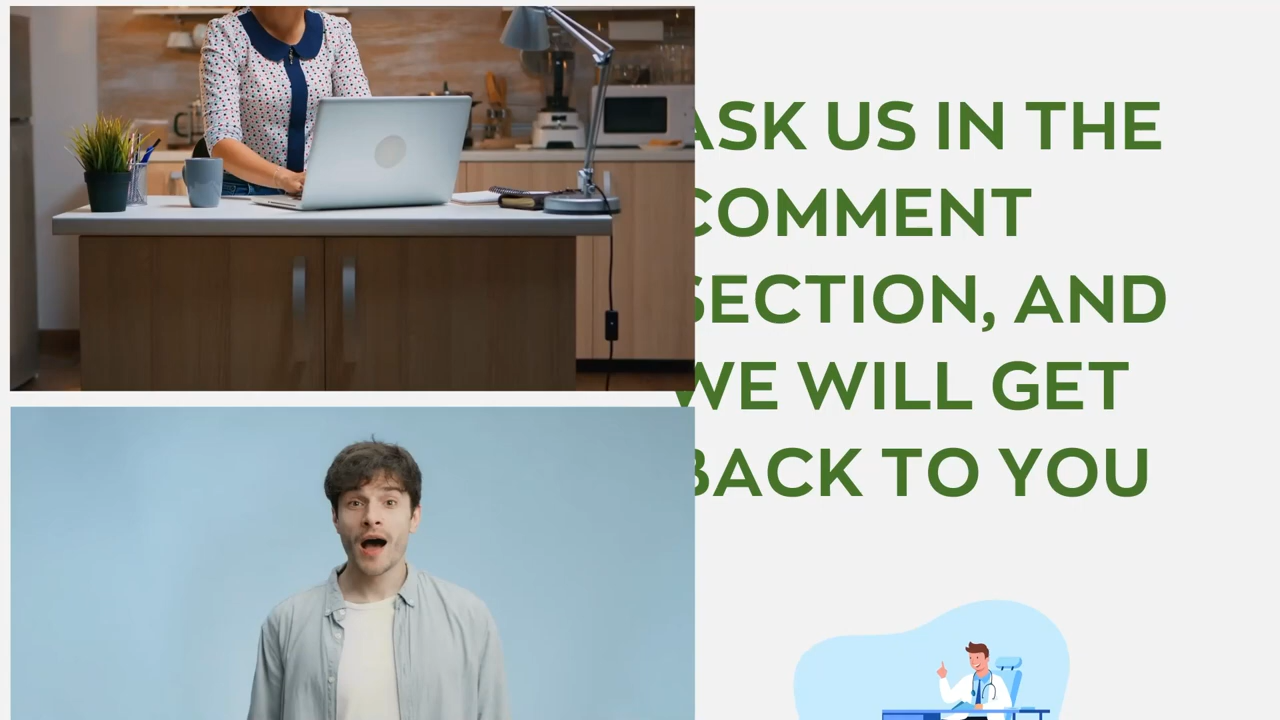 ASK US IN THE
COMMENT
SECTION, AND
WE WILL GET
BACK TO YOU